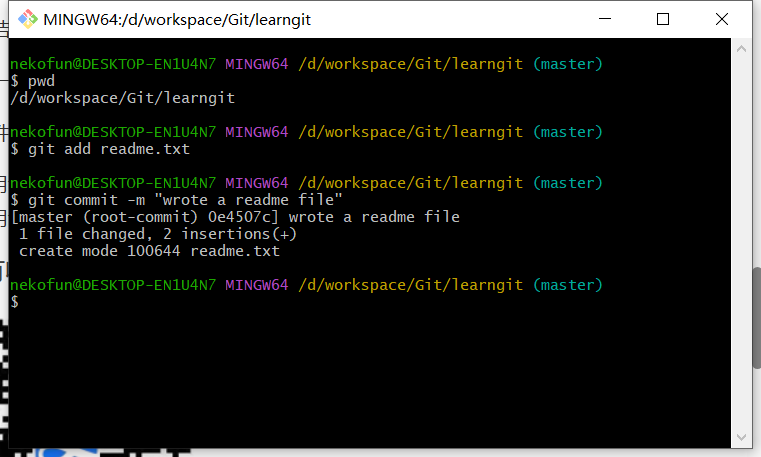 MINGW64:/d/workspace/Git/learngit
nekofun@DESKTOP-EN1U4N7 MINGW64 /d/workspace/Git/learngit (master)
$ pwd
/d/workspace/Git/learngit
nekofun@DESKTOP-EN1U4N7 MINGW64 /d/workspace/Git/learngit (master)
$ git add readme.txt
nekofun@DESKTOP-EN1U4N7 MINGW64 /d/workspace/Git/learngit (master)
$ git commit -m "wrote a readme file"
[master (root-commit) 0e4507c] wrote a readme file
 1 file changed, 2 insertions(+)
 create mode 100644 readme.txt
nekofun@DESKTOP-EN1U4N7 MINGW64 /d/workspace/Git/learngit (master)
$